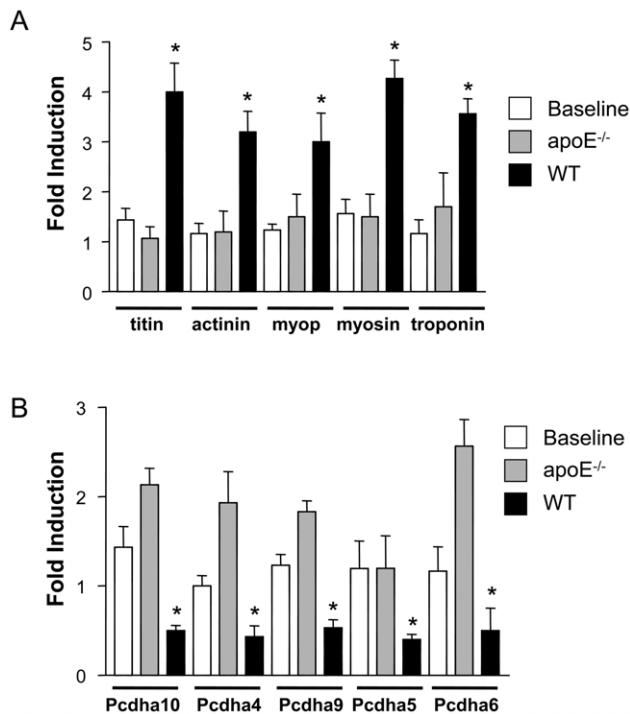 A
5
4
3
2
1
0
Fold Induction
* * * * *
Baseline
apoE-/-
WT
titin actinin myop myosin troponin
B
3
2
1
0
Fold Induction
* * * * *
Baseline
apoE-/-
WT
Pcdha10 Pcdha4 Pcdha9 Pcdha5 Pcdha6